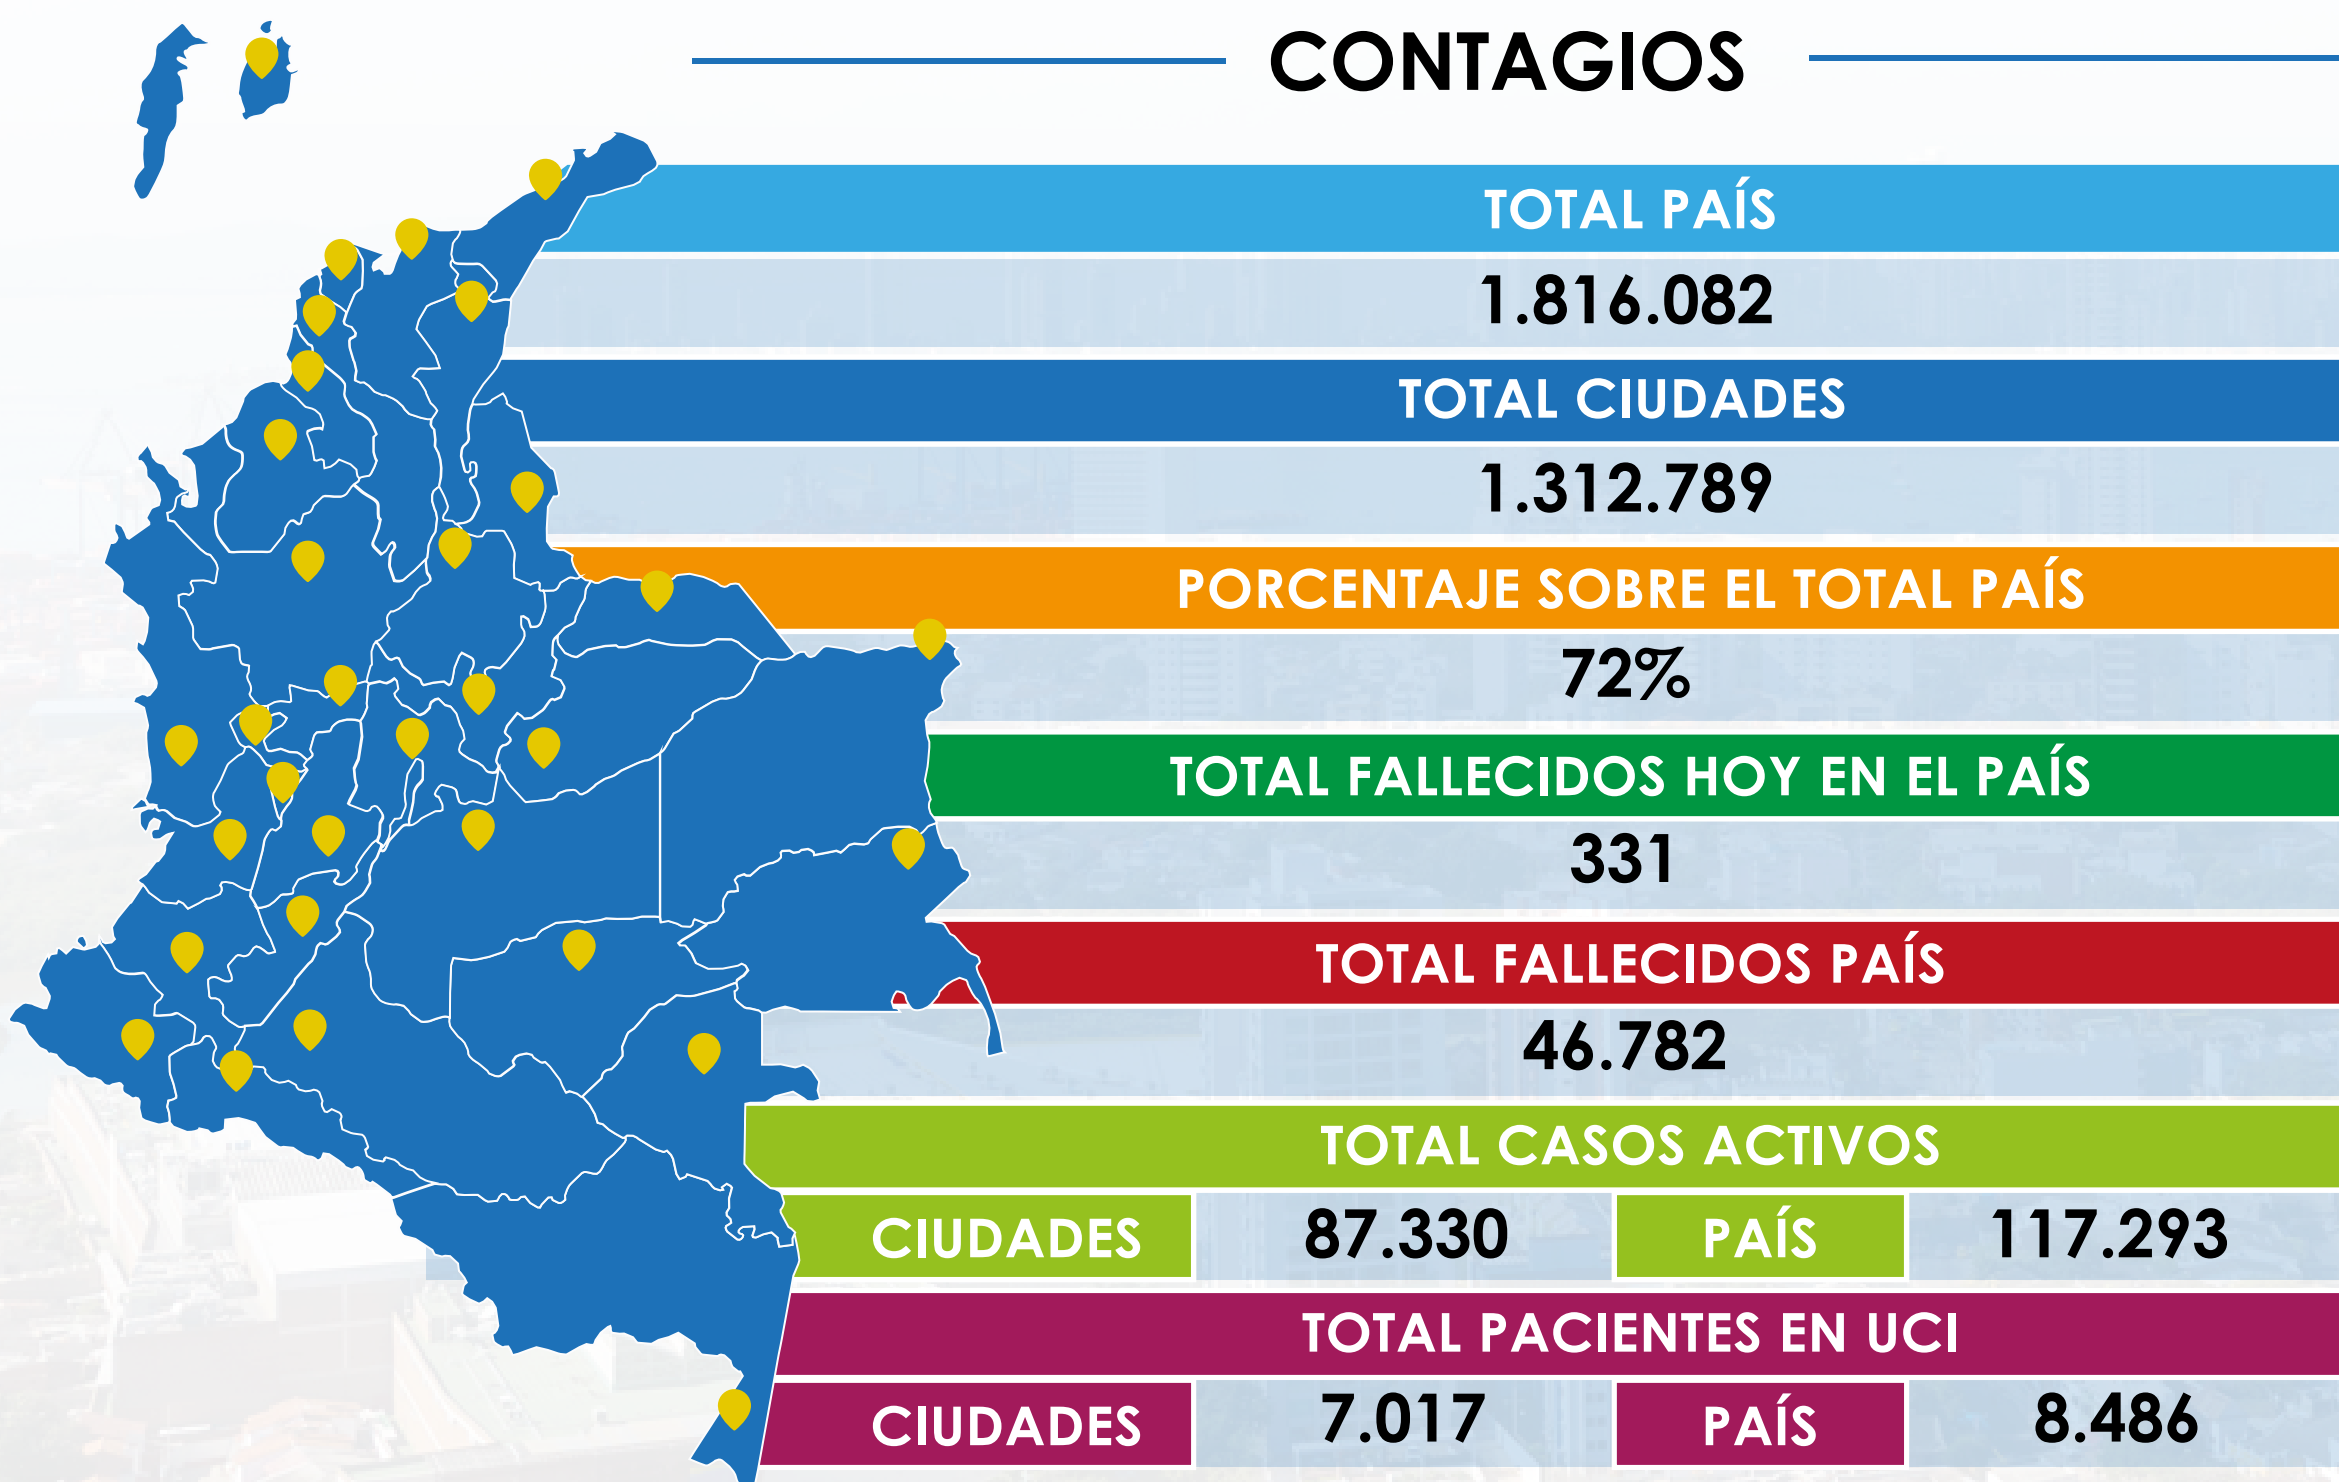 CONTAGIOS
TOTAL PAÍS
1.816.082
TOTAL CIUDADES
1.312.789
PORCENTAJE SOBRE EL TOTAL PAÍS
72%
TOTAL FALLECIDOS HOY EN EL PAÍS
331
TOTAL FALLECIDOS PAÍS
46.782
TOTAL CASOS ACTIVOS
CIUDADES 87.330 PAÍS 117.293
TOTAL PACIENTES EN UCI
CIUDADES 7.017 PAÍS 8.486